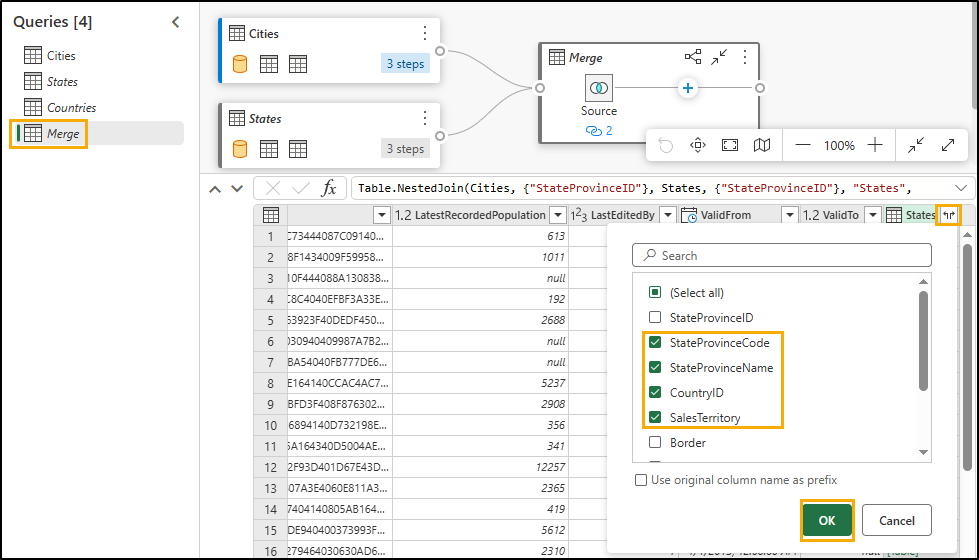 Queries [4]
Cities
States
Countries
Merge
Cities
3 steps
States
3 steps
Merge
Source
2
100%
fx
Table.NestedJoin(Cities, {"StateProvinceID"}, States, {"StateProvinceID"}, "States",
1.2 LatestRecordedPopulation
1²3 LastEditedBy
ValidFrom
1.2 ValidTo
States
1 C73444087C09140... 613
2 8F1434009F59958... 1011
3 10F444088A130838... null
4 C8C4040EFBF3A33E... 192
5 53923F40DEDF450... 2688
6 030940409987A7B2... null
7 BA54040FB777DE6... null
8 E164140CCAC4AC7... 5237
9 BFD3F408F876302... 2908
10 6894140D732198E... 356
11 5A164340D5004AE... 341
12 2F93D401D67E43D... 12257
13 407A3E4060E811A3... 2365
14 7404140805AB164... 419
15 DE940400373993F... 5612
16 279464030630AD6... 2310
Search
(Select all)
StateProvinceID
StateProvinceCode
StateProvinceName
CountryID
SalesTerritory
Border
Use original column name as prefix
OK
Cancel